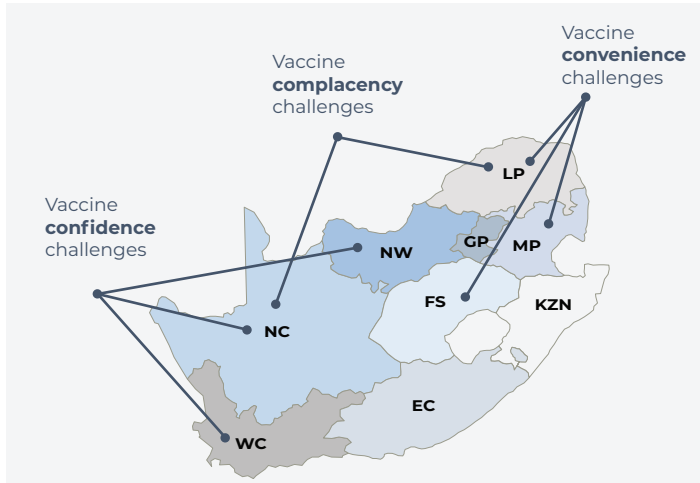 Vaccine
convenience
challenges
Vaccine
complacency
challenges
Vaccine
confidence
challenges
LP
NW
GP
MP
FS
KZN
NC
EC
WC